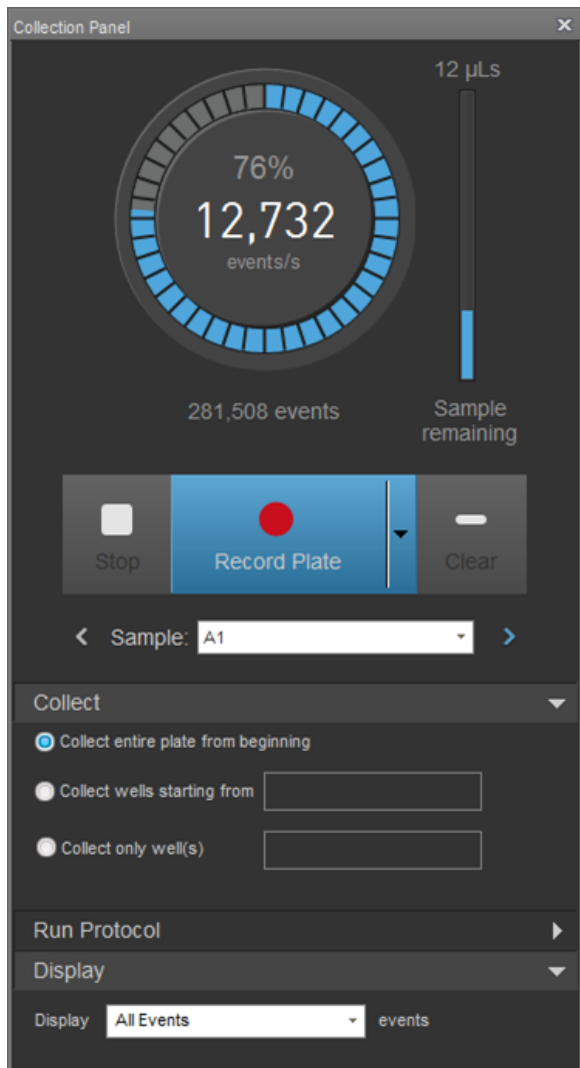 Collection Panel
12 µLs
76%
12,732
events/s
281,508 events
Sample
remaining
Stop
Record Plate
Clear
Sample: A1
Collect
Collect entire plate from beginning
Collect wells starting from
Collect only well(s)
Run Protocol
Display
Display All Events events